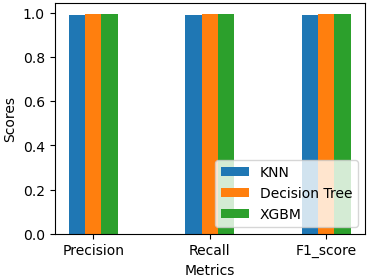 1.0
0.8
0.6
0.4
0.2
0.0
Scores
KNN
Decision Tree
XGBM
Precision Recall F1_score
Metrics